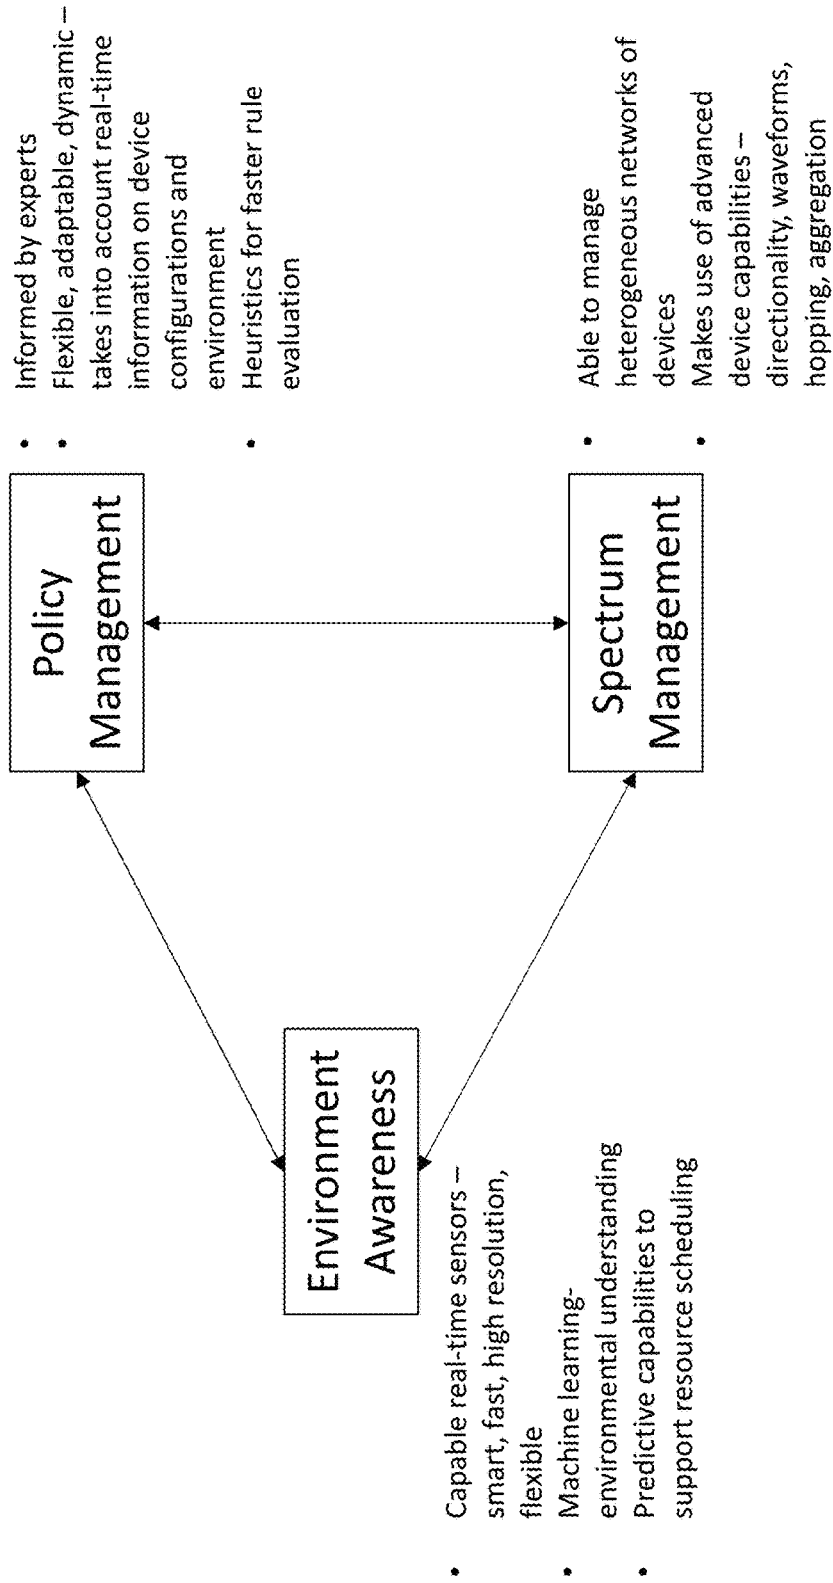 Environment
Awareness
• Capable real-time sensors –
smart, fast, high resolution,
flexible
• Machine learning-
environmental understanding
• Predictive capabilities to
support resource scheduling
Policy
Management
• Informed by experts
• Flexible, adaptable, dynamic –
takes into account real-time
information on device
configurations and
environment
• Heuristics for faster rule
evaluation
Spectrum
Management
• Able to manage
heterogeneous networks of
devices
• Makes use of advanced
device capabilities –
directionality, waveforms,
hopping, aggregation